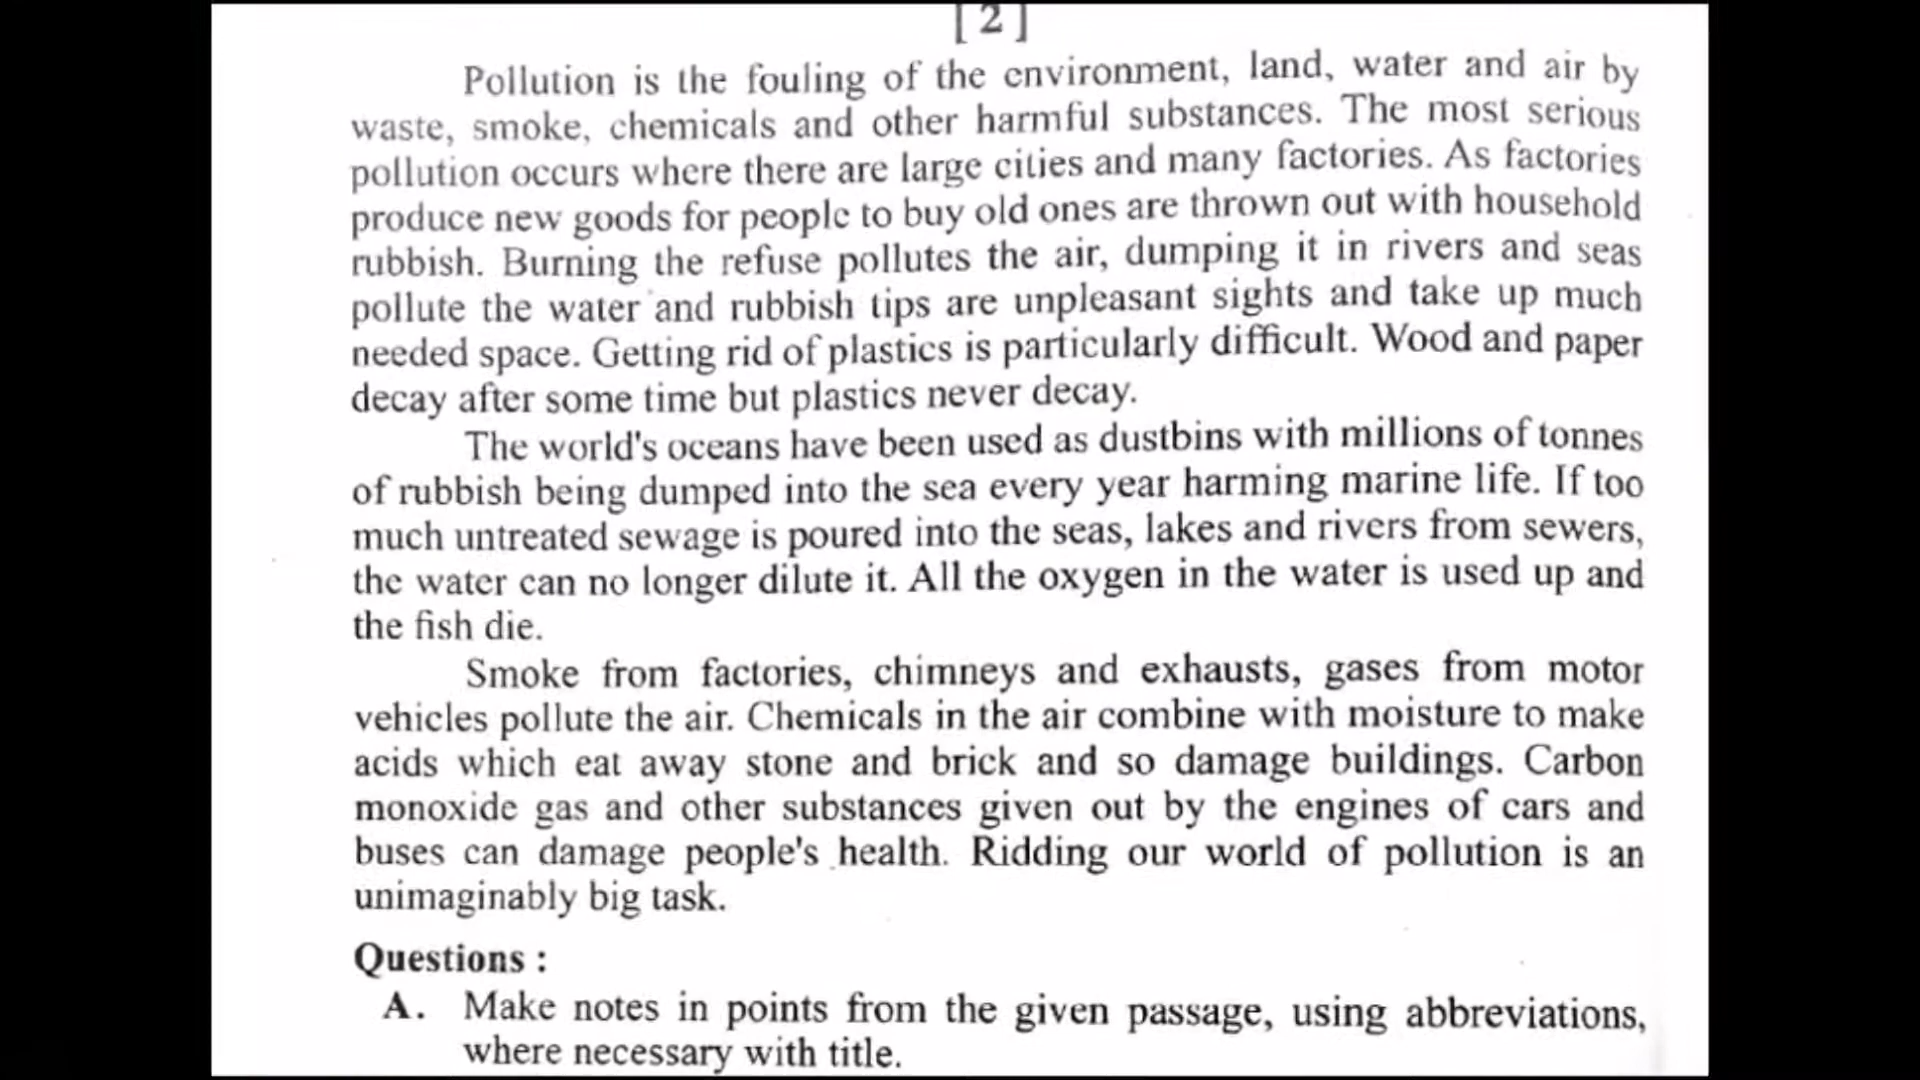 [ 2 ]
Pollution is the fouling of the environment, land, water and air by
waste, smoke, chemicals and other harmful substances. The most serious
pollution occurs where there are large cities and many factories. As factories
produce new goods for people to buy old ones are thrown out with household
rubbish. Burning the refuse pollutes the air, dumping it in rivers and seas
pollute the water and rubbish tips are unpleasant sights and take up much
needed space. Getting rid of plastics is particularly difficult. Wood and paper
decay after some time but plastics never decay.
The world's oceans have been used as dustbins with millions of tonnes
of rubbish being dumped into the sea every year harming marine life. If too
much untreated sewage is poured into the seas, lakes and rivers from sewers,
the water can no longer dilute it. All the oxygen in the water is used up and
the fish die.
Smoke from factories, chimneys and exhausts, gases from motor
vehicles pollute the air. Chemicals in the air combine with moisture to make
acids which eat away stone and brick and so damage buildings. Carbon
monoxide gas and other substances given out by the engines of cars and
buses can damage people's health. Ridding our world of pollution is an
unimaginably big task.
Questions :
A. Make notes in points from the given passage, using abbreviations,
where necessary with title.